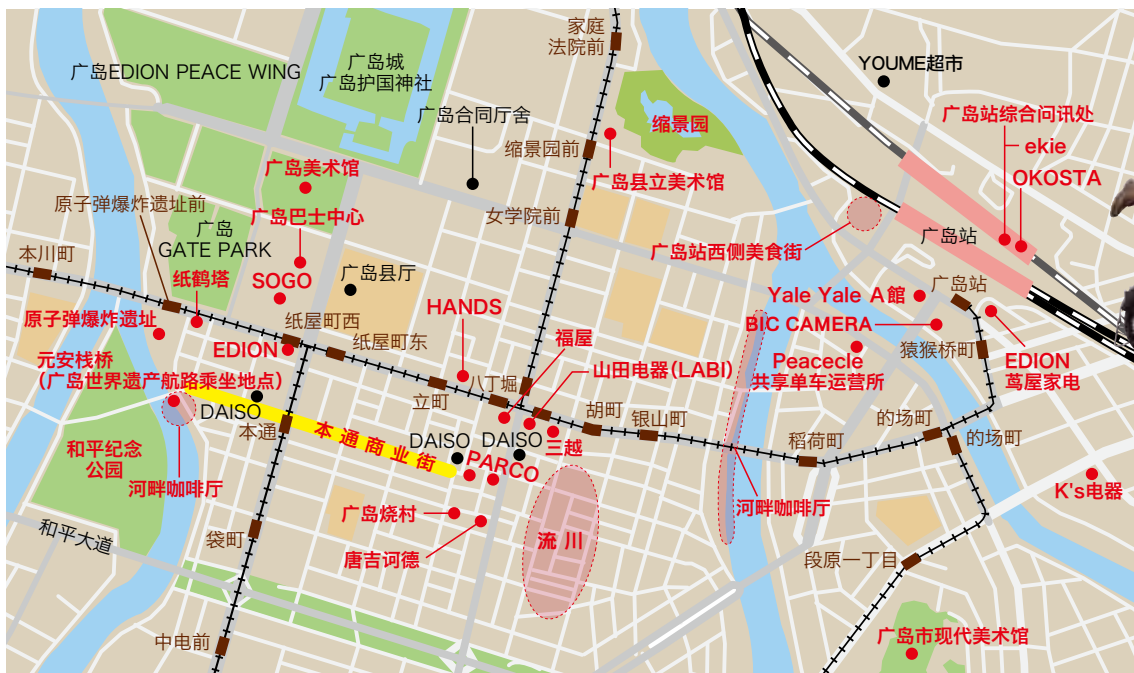 家庭
法院前
广岛EDION PEACE WING
广岛城
广岛护国神社
YOUME超市
广岛合同厅舍
缩景园
广岛站综合问讯处
缩景园前
ekie
广岛美术馆
广岛县立美术馆
OKOSTA
原子弹爆炸遗址前
广岛巴士中心
女学院前
广岛
GATE PARK
广岛站
本川町
广岛站西侧美食街
纸鹤塔
SOGO
广岛县厅
广岛站
Yale Yale A館
HANDS
原子弹爆炸遗址
纸屋町西
BIC CAMERA
EDION
纸屋町东
福屋
猿猴桥町
元安栈桥
(广岛世界遗产航路乘坐地点)
山田电器(LABI)
Peacecle
共享单车运营所
EDION
茑屋家电
八丁堀
立町
DAISO
胡町
银山町
的场町
本通
本通商业街
DAISO
DAISO
三越
稻荷町
的场町
和平纪念
公园
PARCO
河畔咖啡厅
河畔咖啡厅
K's电器
广岛烧村
和平大道
袋町
流川
唐吉诃德
段原一丁目
中电前
广岛市现代美术馆